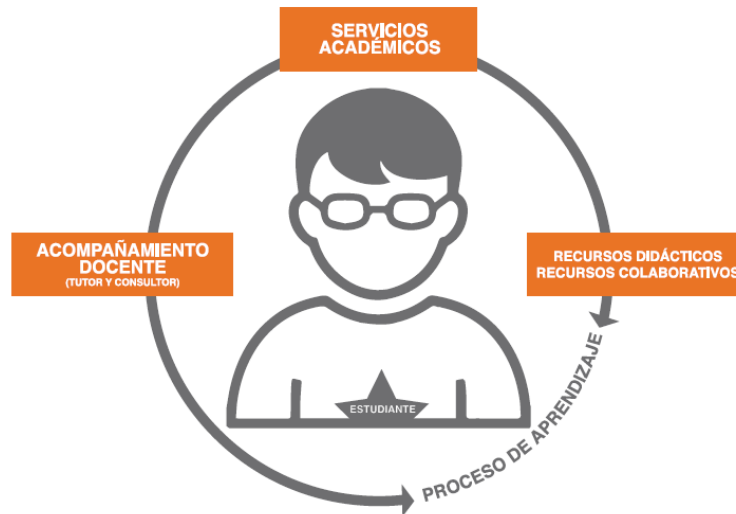 SERVICIOS
ACADÉMICOS
ACOMPAÑAMIENTO
DOCENTE
(TUTOR Y CONSULTOR)
RECURSOS DIDÁCTICOS
RECURSOS COLABORATIVOS
ESTUDIANTE
PROCESO DE APRENDIZAJE